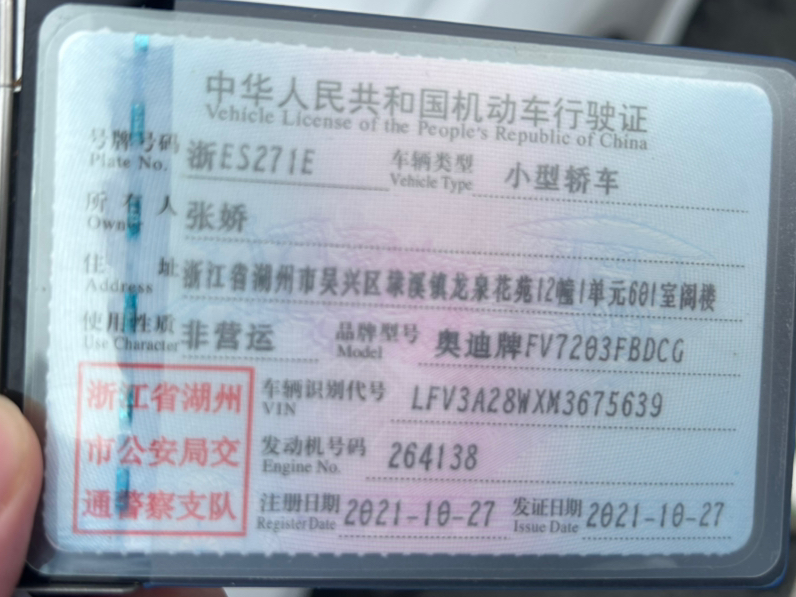 中华人民共和国机动车行驶证
Vehicle License of the People's Republic of China
号牌号码 浙ES271E 车辆类型 小型轿车
Plate No. Vehicle Type
所有人 张娇
Owner
住址 浙江省湖州市吴兴区 溪镇龙泉花苑12幢1单元601室阁楼
Address
使用性质 非营运 品牌型号 奥迪牌FV7203FBDCG
Use Character Model
浙江省湖州 车辆识别代号 LFV3A28WXM3675639
VIN
市公安局交 发动机号码 264138
Engine No.
通警察支队 注册日期 2021-10-27 发证日期 2021-10-27
Register Date Issue Date